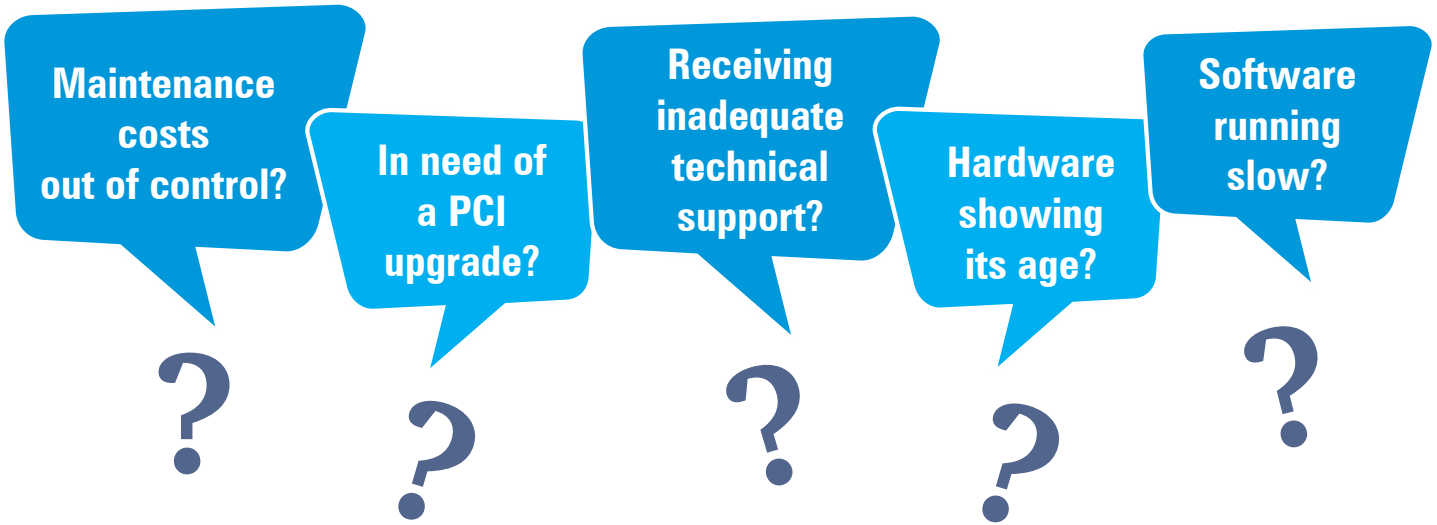 Maintenance
costs
out of control?
In need of
a PCI
upgrade?
Receiving
inadequate
technical
support?
Hardware
showing
its age?
Software
running
slow?
?
?
?
?
?